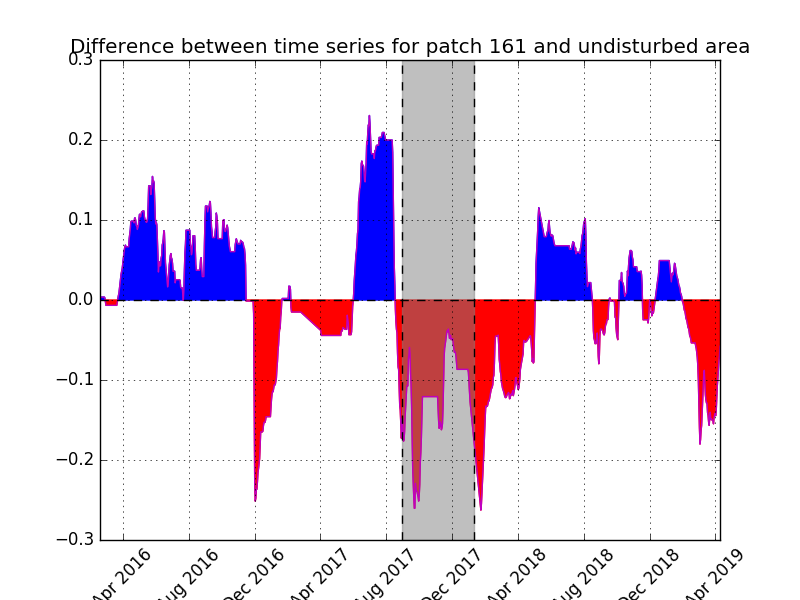 Difference between time series for patch 161 and undisturbed area
0.3
0.2
0.1
0.0
−0.1
−0.2
−0.3
Apr 2016
Aug 2016
Dec 2016
Apr 2017
Aug 2017
Dec 2017
Apr 2018
Aug 2018
Dec 2018
Apr 2019